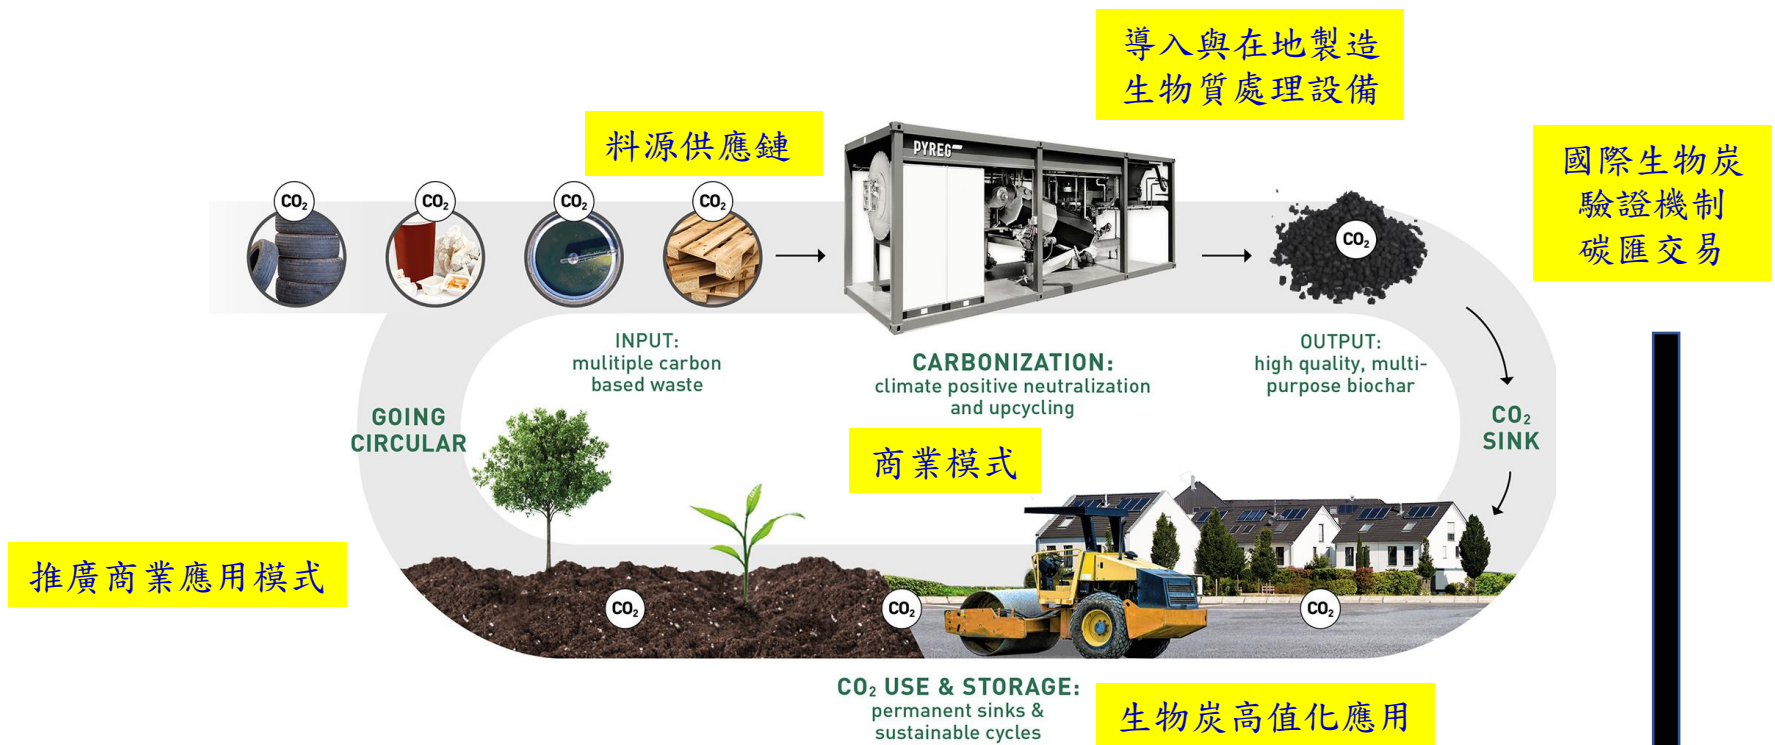 導入與在地製造
生物質處理設備
料源供應鏈
國際生物炭
驗證機制
碳匯交易
PYREG
CO₂
CO₂
CO₂
CO₂
CO₂
INPUT:
mulitiple carbon
based waste
CARBONIZATION:
climate positive neutralization
and upcycling
OUTPUT:
high quality, multi-
purpose biochar
GOING
CIRCULAR
CO₂
SINK
商業模式
推廣商業應用模式
CO₂
CO₂
CO₂
CO₂ USE & STORAGE:
permanent sinks &
sustainable cycles
生物炭高值化應用